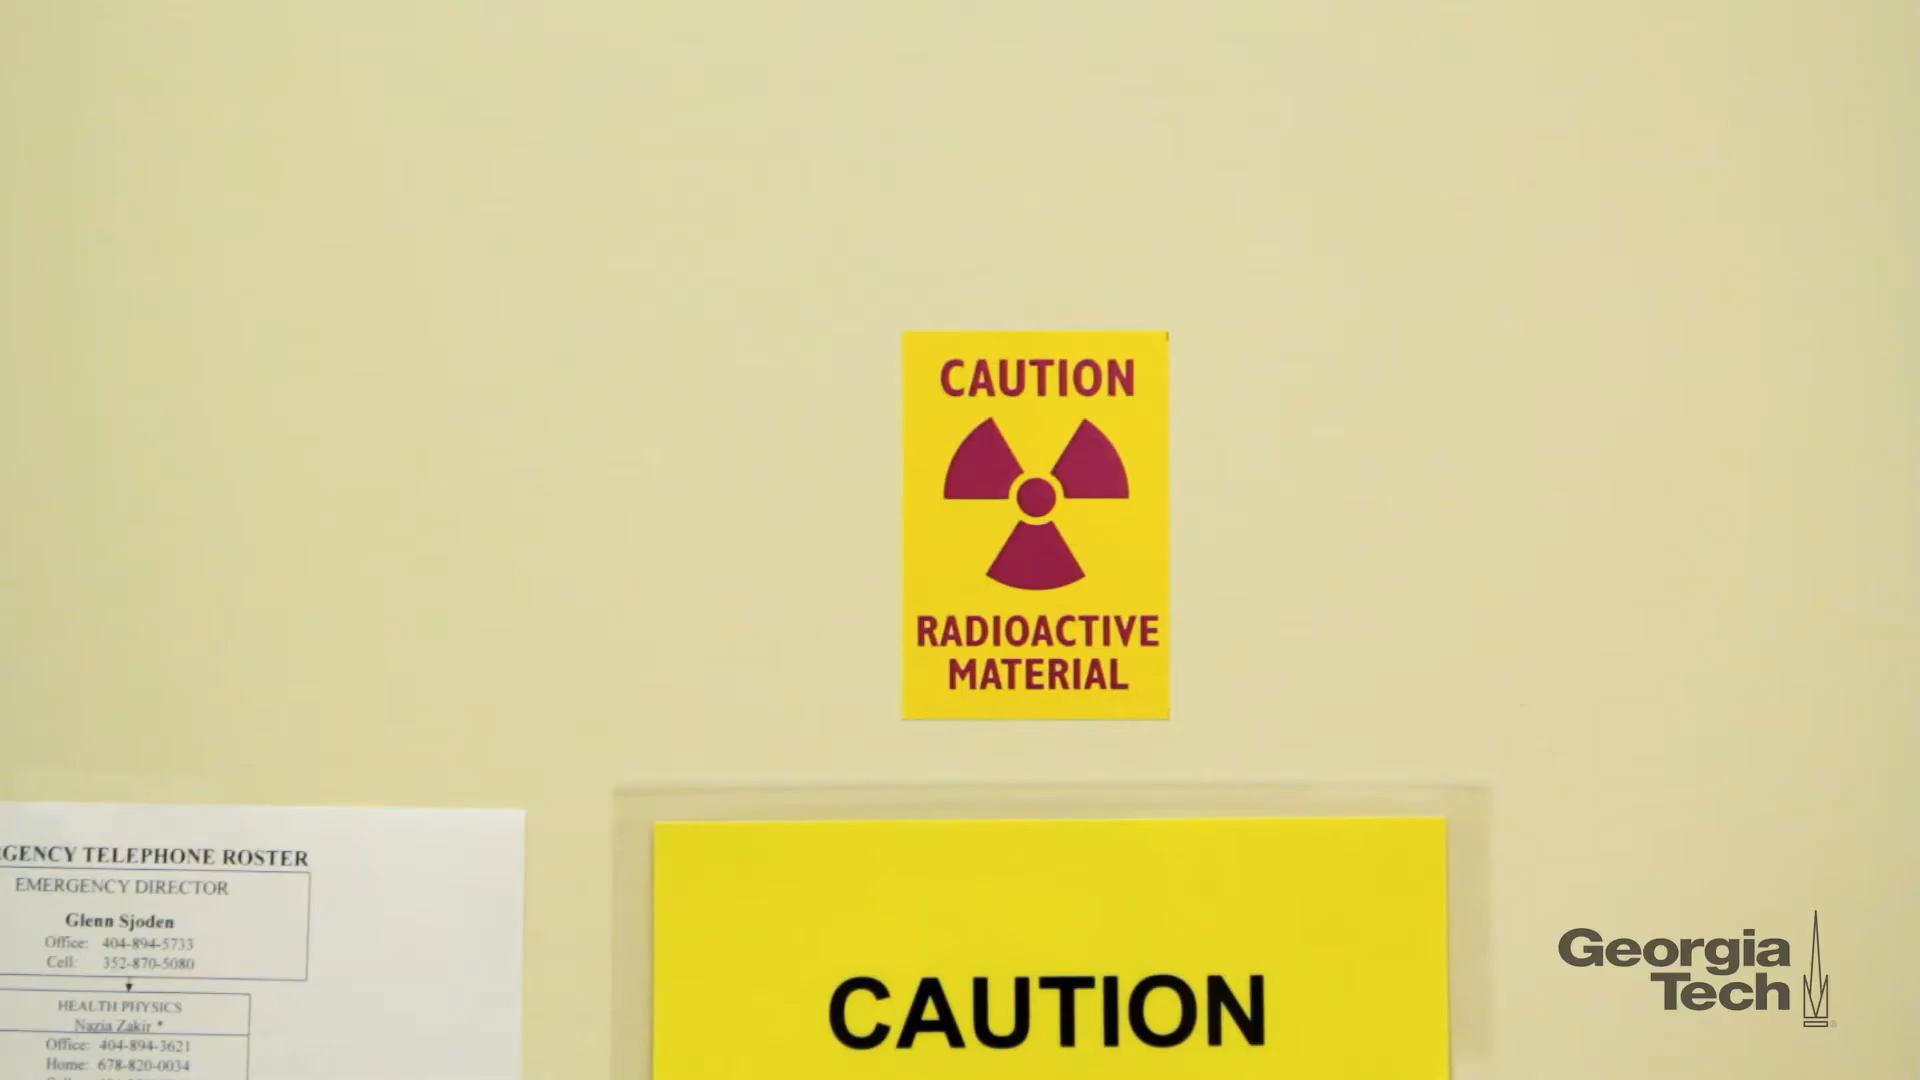 CAUTION
RADIOACTIVE
MATERIAL
GENCY TELEPHONE ROSTER
EMERGENCY DIRECTOR
Glenn Sjoden
Office: 404-894-5733
Cell: 352-870-5080
HEALTH PHYSICS
Nazia Zakir *
Office: 404-894-3621
Home: 678-820-0034
CAUTION
Georgia
Tech